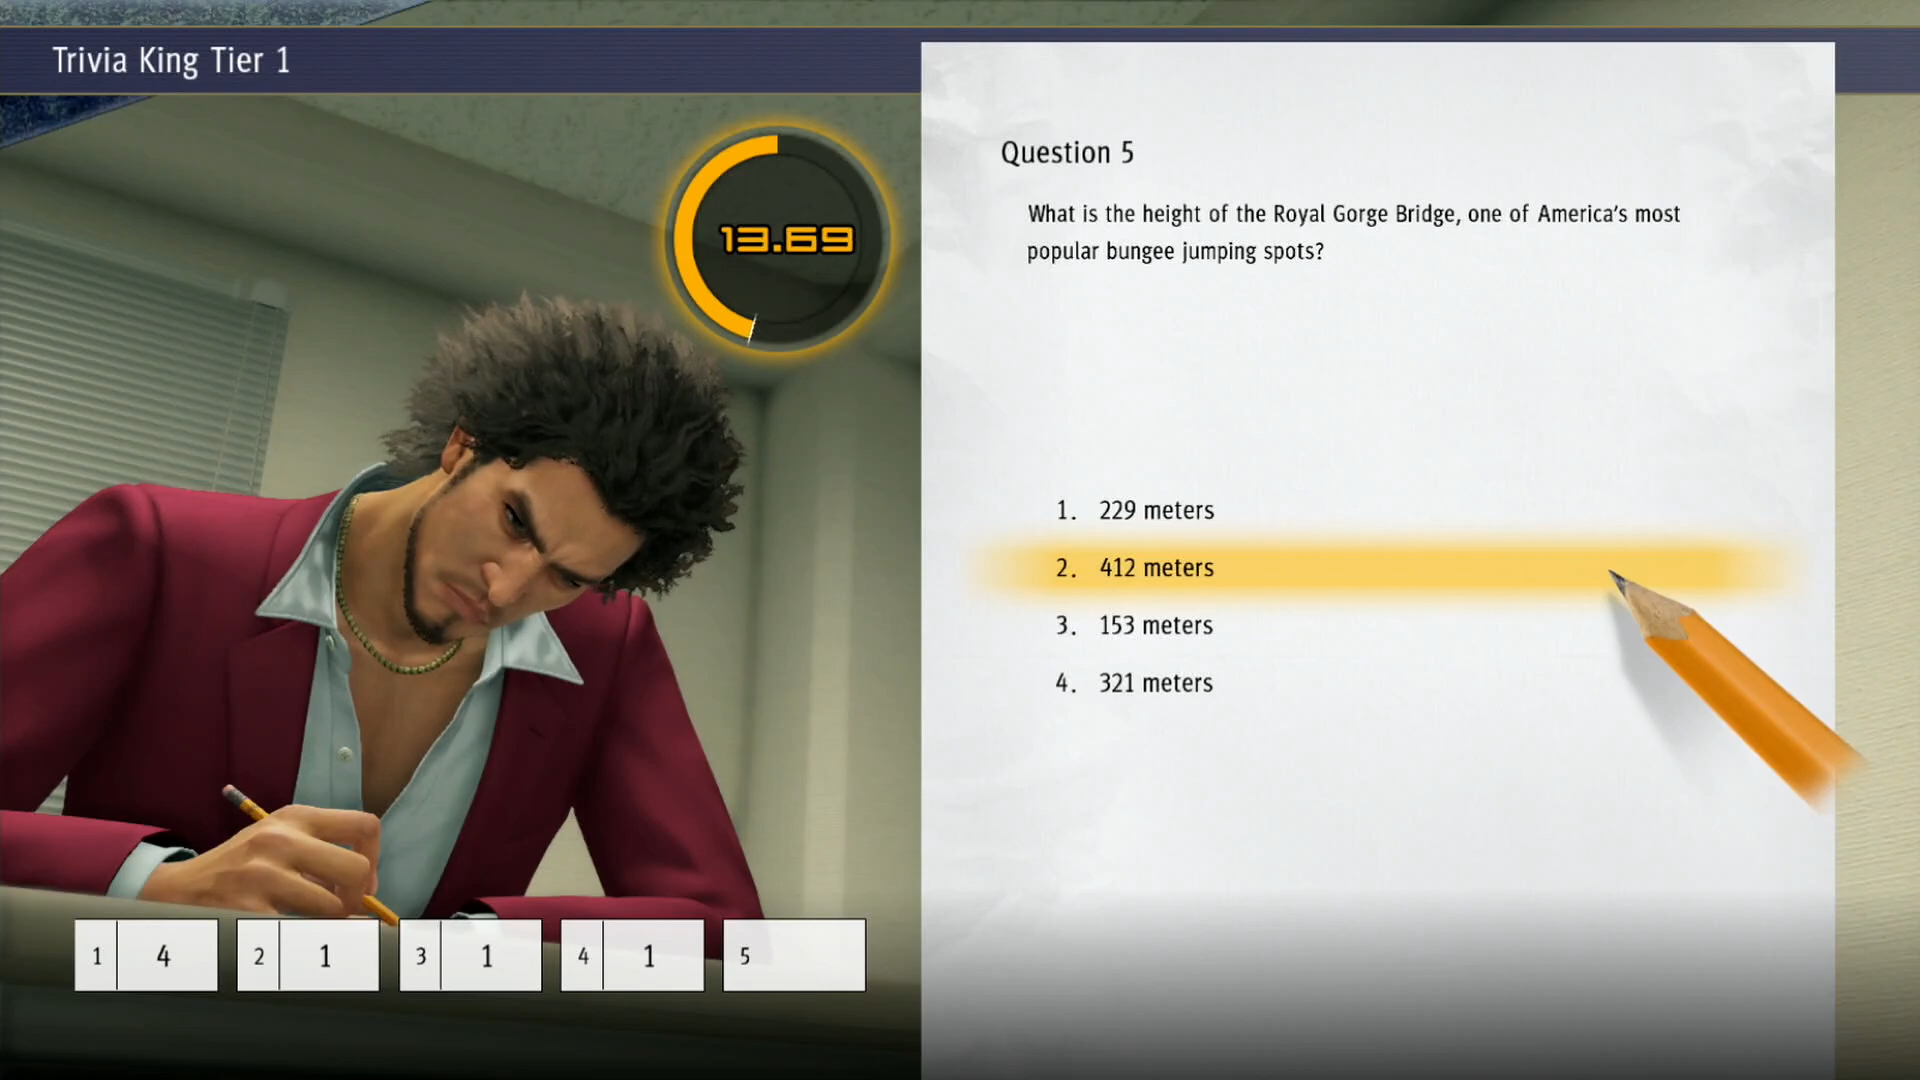 Trivia King Tier 1
13.69
Question 5
What is the height of the Royal Gorge Bridge, one of America's most
popular bungee jumping spots?
1. 229 meters
2. 412 meters
3. 153 meters
4. 321 meters
1 4 2 1 3 1 4 1 5